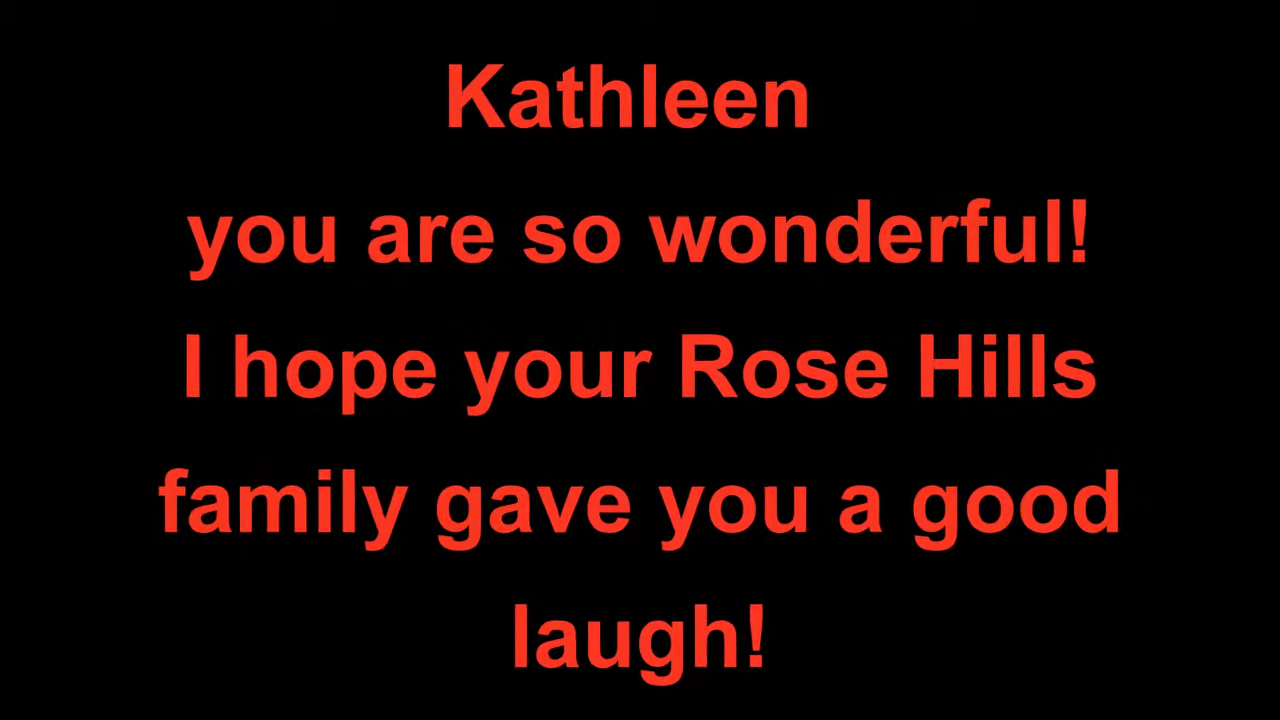 Kathleen
you are so wonderful!
I hope your Rose Hills
family gave you a good
laugh!